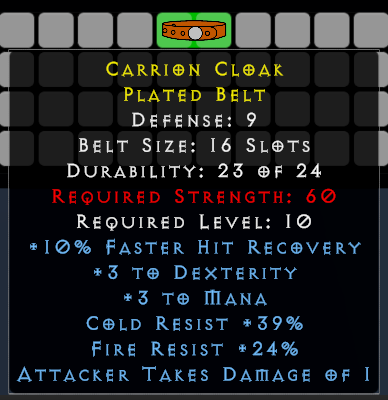 Carrion Cloak
Plated Belt
Defense: 9
Belt Size: 16 Slots
Durability: 23 of 24
Required Strength: 60
Required Level: 10
+10% Faster Hit Recovery
+3 to Dexterity
+3 to Mana
Cold Resist +39%
Fire Resist +24%
Attacker Takes Damage of 1